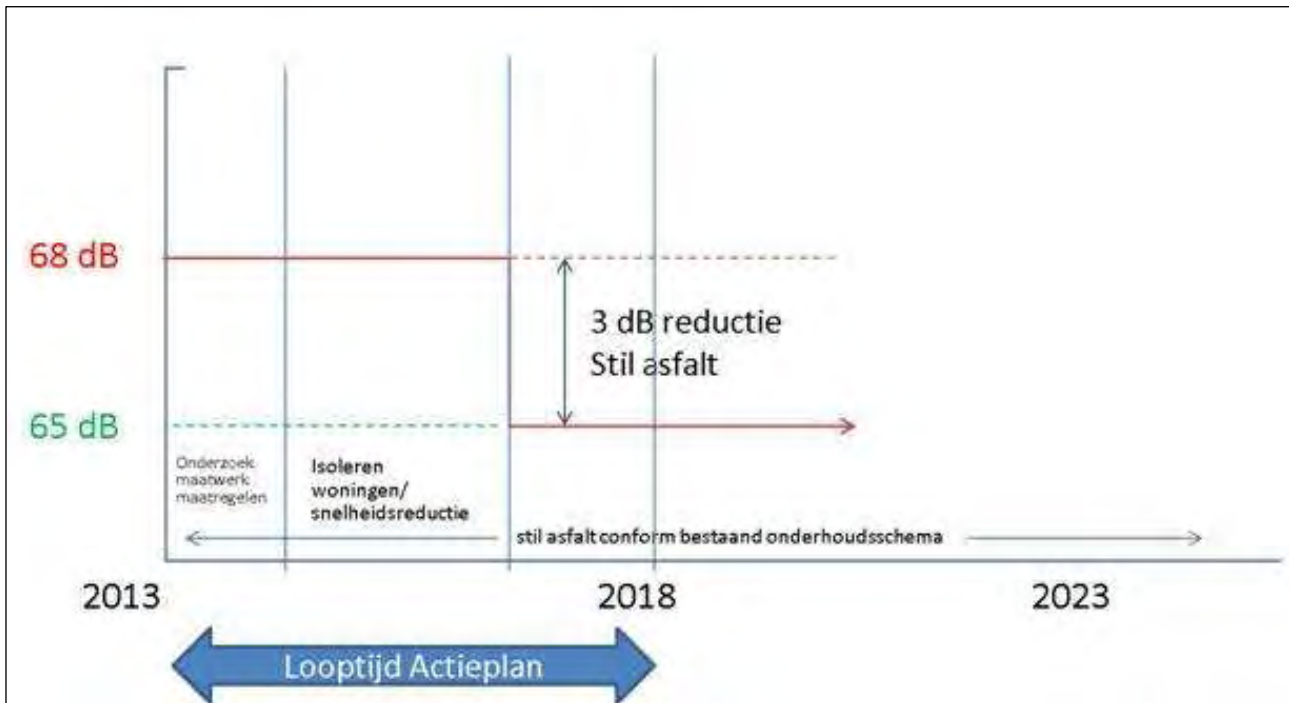 68 dB
3 dB reductie
Stil asfalt
65 dB
Onderzoek
maatwerk
maatregelen
Isoleren
woningen/
snelheidsreductie
stil asfalt conform bestaand onderhoudsschema
2013
2018
2023
Looptijd Actieplan